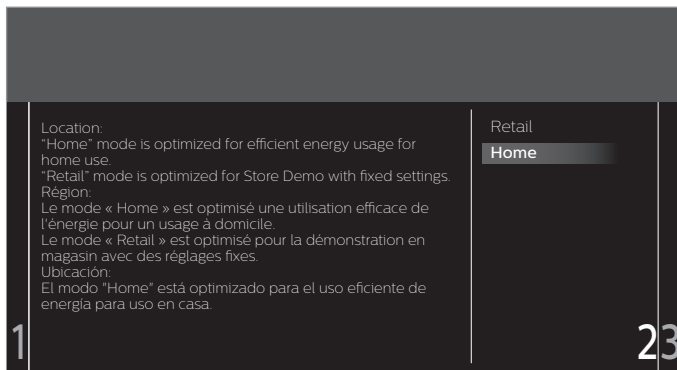 Location:
“Home” mode is optimized for efficient energy usage for
home use.
“Retail” mode is optimized for Store Demo with fixed settings.
Région:
Le mode « Home » est optimisé une utilisation efficace de
l'énergie pour un usage à domicile.
Le mode « Retail » est optimisé pour la démonstration en
magasin avec des réglages fixes.
Ubicación:
El modo "Home" está optimizado para el uso eficiente de
energía para uso en casa.
Retail
Home
1
2
3